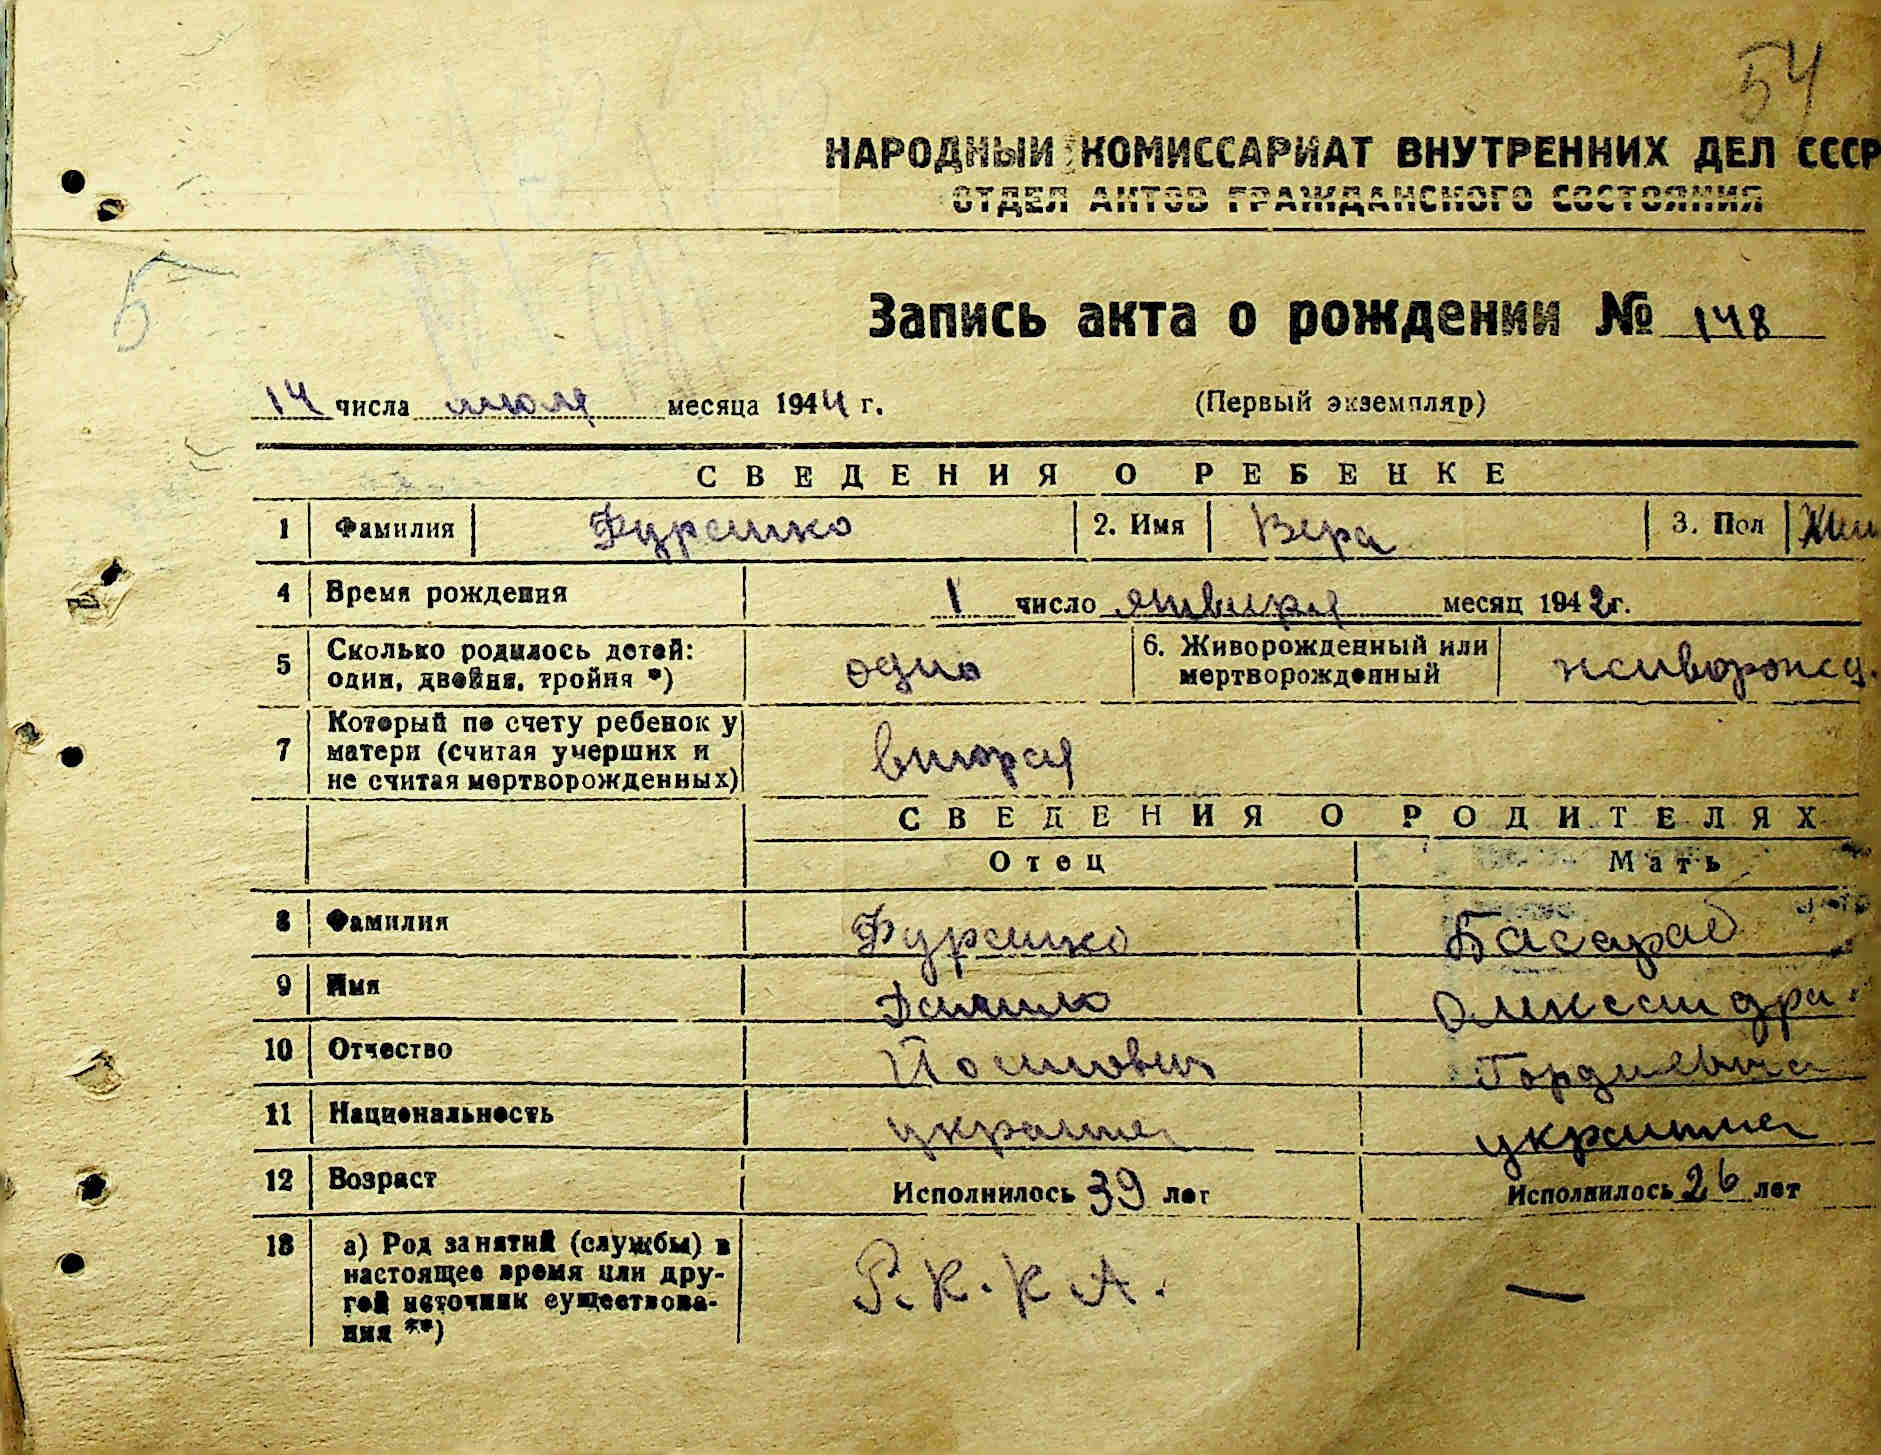 54
НАРОДНЫЙ КОМИССАРИАТ ВНУТРЕННИХ ДЕЛ СССР
ОТДЕЛ АКТОВ ГРАЖДАНСКОГО СОСТОЯНИЯ
5
Запись акта о рождении № 148
14 числа июля месяца 1944 г. (Первый экземпляр)
СВЕДЕНИЯ О РЕБЕНКЕ
1 Фамилия 2. Имя Вера 3. Пол Жен
4 Время рождения 1 число января месяц 1942 г.
5 Сколько родилось детей: один, двойня, тройня *) одно 6. Живорожденный или мертворожденный живорожд.
7 Который по счету ребенок у матери (считая умерших и не считая мертворожденных) вторая
СВЕДЕНИЯ О РОДИТЕЛЯХ
Отец Мать
8 Фамилия Басараб
9 Имя Данило Олександра
10 Отчество Гордиевна
11 Национальность украинец украинка
12 Возраст Исполнилось 39 лет Исполнилось 26 лет
13 а) Род занятий (службы) в настоящее время или другой источник существования **) Р.К.К.А. —